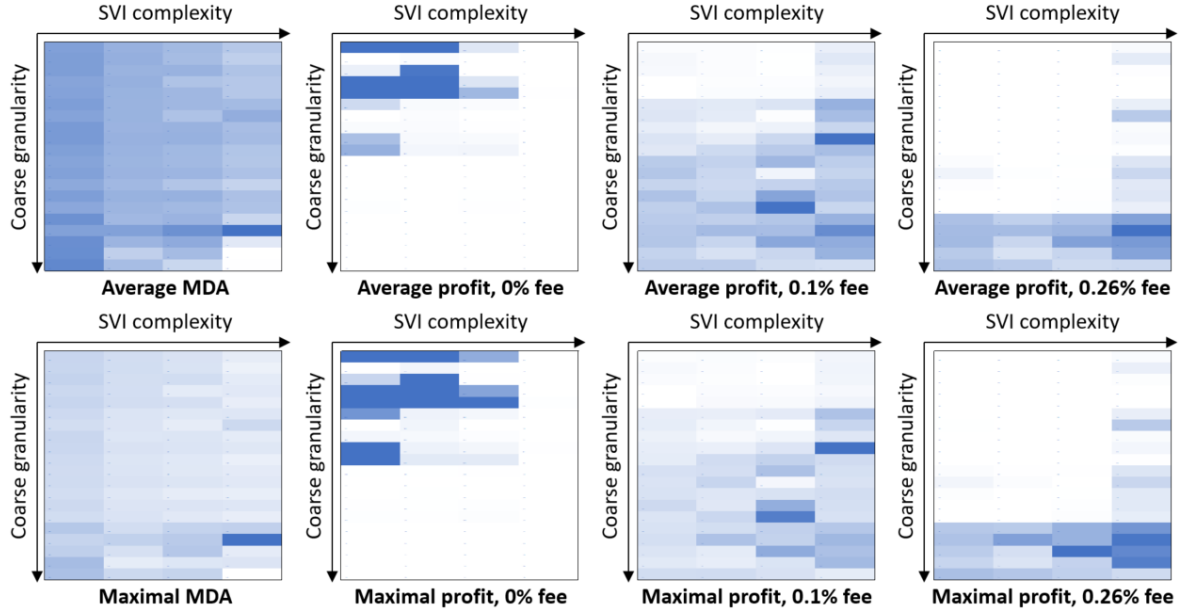 SVI complexity
SVI complexity
SVI complexity
SVI complexity
Coarse granularity
Coarse granularity
Coarse granularity
Coarse granularity
Average MDA
Average profit, 0% fee
Average profit, 0.1% fee
Average profit, 0.26% fee
SVI complexity
SVI complexity
SVI complexity
SVI complexity
Coarse granularity
Coarse granularity
Coarse granularity
Coarse granularity
Maximal MDA
Maximal profit, 0% fee
Maximal profit, 0.1% fee
Maximal profit, 0.26% fee